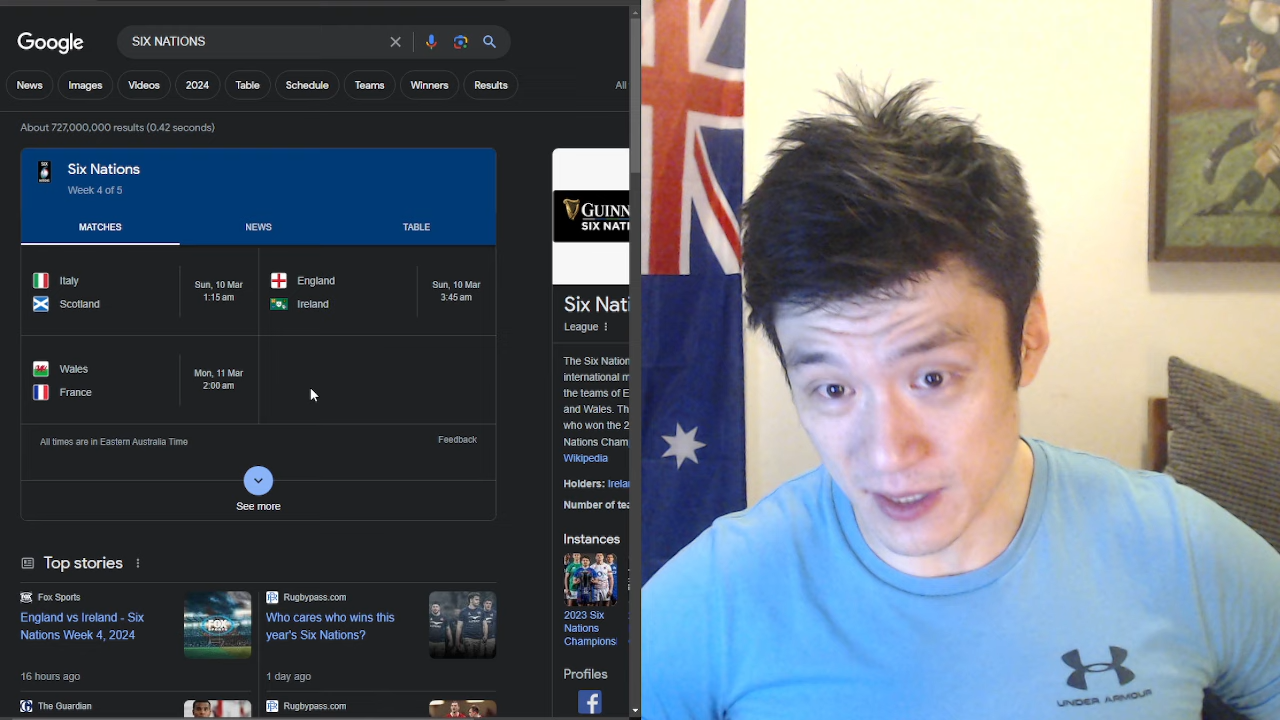 Google
SIX NATIONS
News
Images
Videos
2024
Table
Schedule
Teams
Winners
Results
All
About 727,000,000 results (0.42 seconds)
Six Nations
Week 4 of 5
MATCHES
NEWS
TABLE
Italy
Scotland
Sun, 10 Mar
1:15 am
England
Ireland
Sun, 10 Mar
3:45 am
Wales
France
Mon, 11 Mar
2:00 am
All times are in Eastern Australia Time
Feedback
See more
Top stories
Fox Sports
England vs Ireland - Six
Nations Week 4, 2024
16 hours ago
Rugbypass.com
Who cares who wins this
year's Six Nations?
1 day ago
The Guardian
Rugbypass.com
GUINN
SIX NATI
Six Nati
League
The Six Nation
international m
the teams of E
and Wales. Th
who won the 2
Nations Cham
Wikipedia
Holders: Irela
Number of tea
Instances
2023 Six
Nations
Champions
Profiles
UNDER ARMOUR